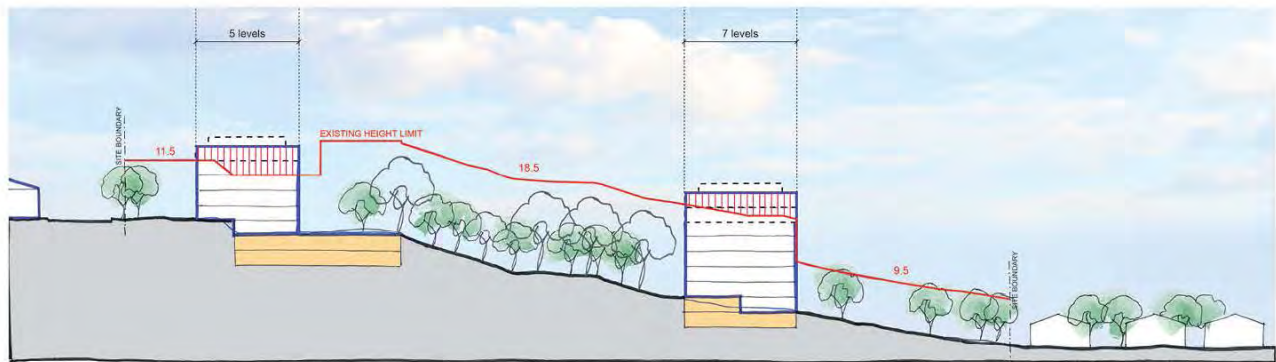 5 levels
7 levels
SITE BOUNDARY
11.5
EXISTING HEIGHT LIMIT
18.5
9.5
SITE BOUNDARY